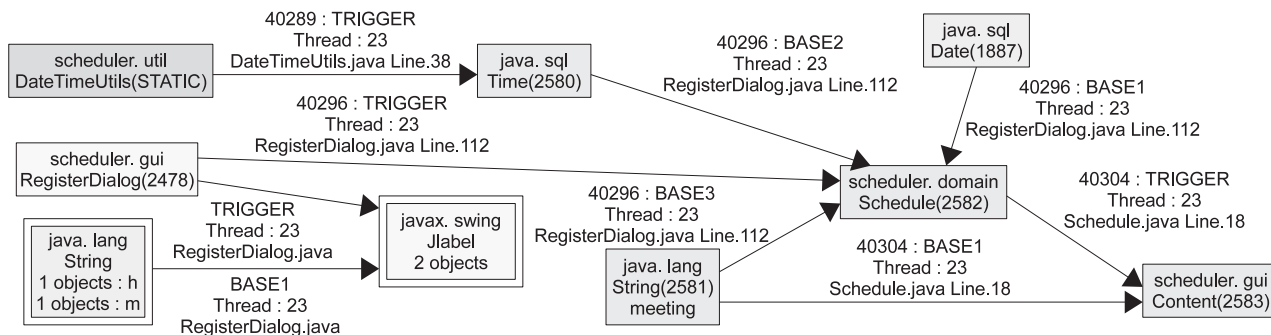 40289 : TRIGGER
Thread : 23
DateTimeUtils.java Line.38
scheduler. util
DateTimeUtils(STATIC)
java. sql
Time(2580)
40296 : BASE2
Thread : 23
RegisterDialog.java Line.112
java. sql
Date(1887)
40296 : TRIGGER
Thread : 23
RegisterDialog.java Line.112
40296 : BASE1
Thread : 23
RegisterDialog.java Line.112
scheduler. gui
RegisterDialog(2478)
scheduler. domain
Schedule(2582)
40304 : TRIGGER
Thread : 23
Schedule.java Line.18
40296 : BASE3
Thread : 23
RegisterDialog.java Line.112
TRIGGER
Thread : 23
RegisterDialog.java
javax. swing
Jlabel
2 objects
java. lang
String
1 objects : h
1 objects : m
BASE1
Thread : 23
RegisterDialog.java
java. lang
String(2581)
meeting
40304 : BASE1
Thread : 23
Schedule.java Line.18
scheduler. gui
Content(2583)